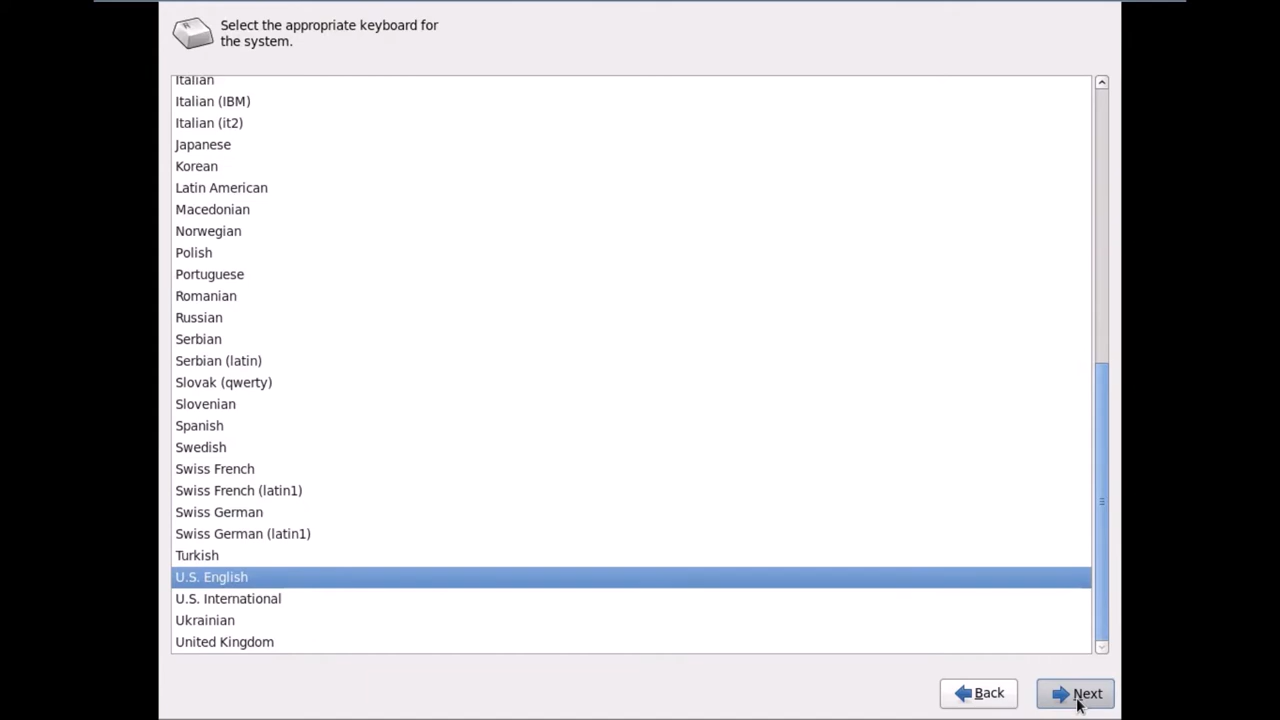 Select the appropriate keyboard for
the system.
Italian
Italian (IBM)
Italian (it2)
Japanese
Korean
Latin American
Macedonian
Norwegian
Polish
Portuguese
Romanian
Russian
Serbian
Serbian (latin)
Slovak (qwerty)
Slovenian
Spanish
Swedish
Swiss French
Swiss French (latin1)
Swiss German
Swiss German (latin1)
Turkish
U.S. English
U.S. International
Ukrainian
United Kingdom
Back Next